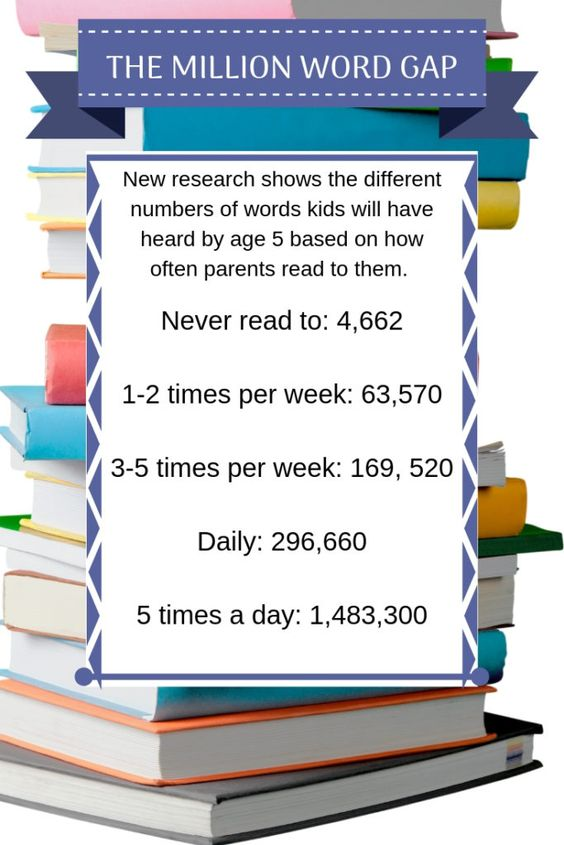 THE MILLION WORD GAP
New research shows the different
numbers of words kids will have
heard by age 5 based on how
often parents read to them.
Never read to: 4,662
1-2 times per week: 63,570
3-5 times per week: 169, 520
Daily: 296,660
5 times a day: 1,483,300